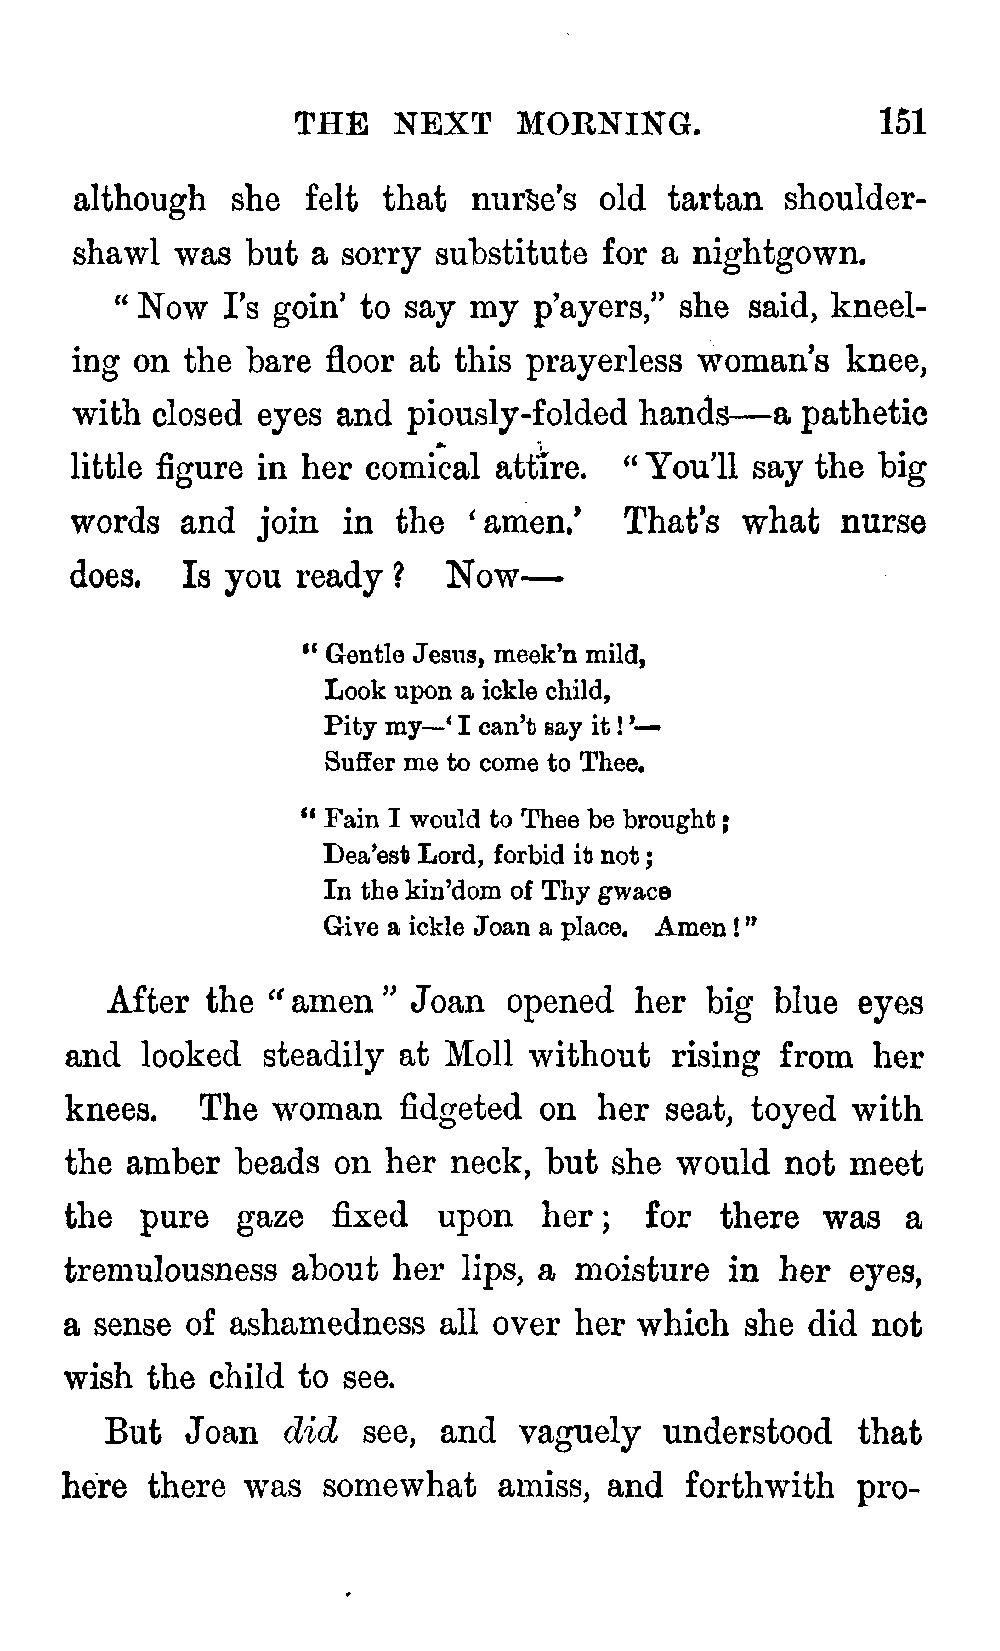 THE NEXT MORNING. 151
although she felt that nurse's old tartan shoulder-
shawl was but a sorry substitute for a nightgown.
"Now I's goin' to say my p'ayers," she said, kneel-
ing on the bare floor at this prayerless woman's knee,
with closed eyes and piously-folded hands—a pathetic
little figure in her comical attire. "You'll say the big
words and join in the 'amen.' That's what nurse
does. Is you ready? Now—
"Gentle Jesus, meek'n mild,
Look upon a ickle child,
Pity my—'I can't say it!'—
Suffer me to come to Thee.
"Fain I would to Thee be brought;
Dea'est Lord, forbid it not;
In the kin'dom of Thy gwace
Give a ickle Joan a place. Amen!"
After the "amen" Joan opened her big blue eyes
and looked steadily at Moll without rising from her
knees. The woman fidgeted on her seat, toyed with
the amber beads on her neck, but she would not meet
the pure gaze fixed upon her; for there was a
tremulousness about her lips, a moisture in her eyes,
a sense of ashamedness all over her which she did not
wish the child to see.
But Joan did see, and vaguely understood that
here there was somewhat amiss, and forthwith pro-